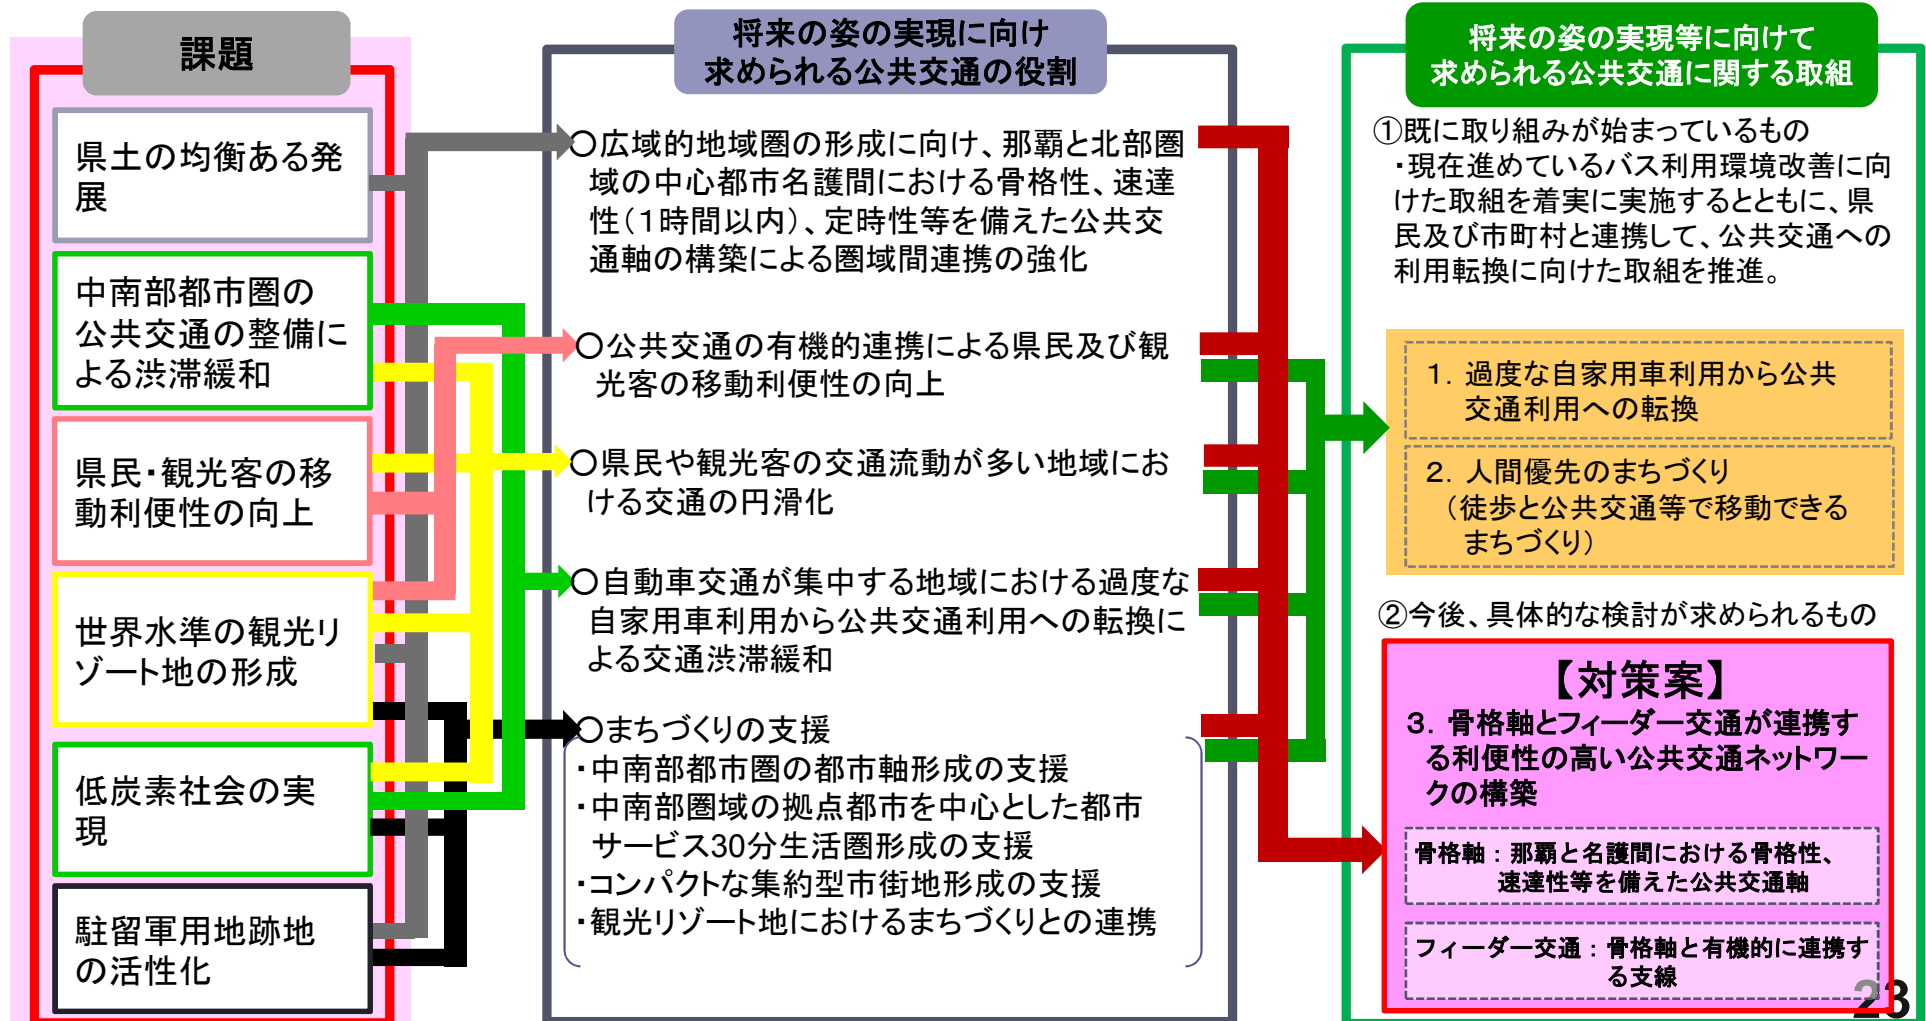 課題
県土の均衡ある発
展
中南部都市圏の
公共交通の整備に
よる渋滞緩和
県民・観光客の移
動利便性の向上
世界水準の観光リ
ゾート地の形成
低炭素社会の実
現
駐留軍用地跡地
の活性化
将来の姿の実現に向け
求められる公共交通の役割
○広域的地域圏の形成に向け、那覇と北部圏
域の中心都市名護間における骨格性、速達
性(1時間以内)、定時性等を備えた公共交
通軸の構築による圏域間連携の強化
○公共交通の有機的連携による県民及び観
光客の移動利便性の向上
○県民や観光客の交通流動が多い地域にお
ける交通の円滑化
○自動車交通が集中する地域における過度な
自家用車利用から公共交通利用への転換に
よる交通渋滞緩和
○まちづくりの支援
・中南部都市圏の都市軸形成の支援
・中南部圏域の拠点都市を中心とした都市
サービス30分生活圏形成の支援
・コンパクトな集約型市街地形成の支援
・観光リゾート地におけるまちづくりとの連携
将来の姿の実現等に向けて
求められる公共交通に関する取組
①既に取り組みが始まっているもの
・現在進めているバス利用環境改善に向
けた取組を着実に実施するとともに、県
民及び市町村と連携して、公共交通への
利用転換に向けた取組を推進。
1．過度な自家用車利用から公共
交通利用への転換
2．人間優先のまちづくり
(徒歩と公共交通等で移動できる
まちづくり)
②今後、具体的な検討が求められるもの
【対策案】
3．骨格軸とフィーダー交通が連携す
る利便性の高い公共交通ネットワー
クの構築
骨格軸：那覇と名護間における骨格性、
速達性等を備えた公共交通軸
フィーダー交通：骨格軸と有機的に連携す
る支線
23